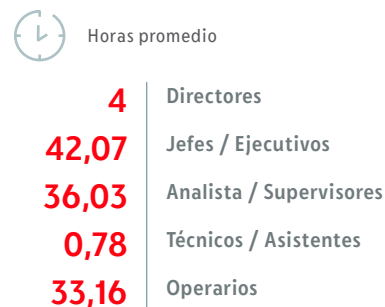 Horas promedio
4 Directores
42,07 Jefes / Ejecutivos
36,03 Analista / Supervisores
0,78 Técnicos / Asistentes
33,16 Operarios